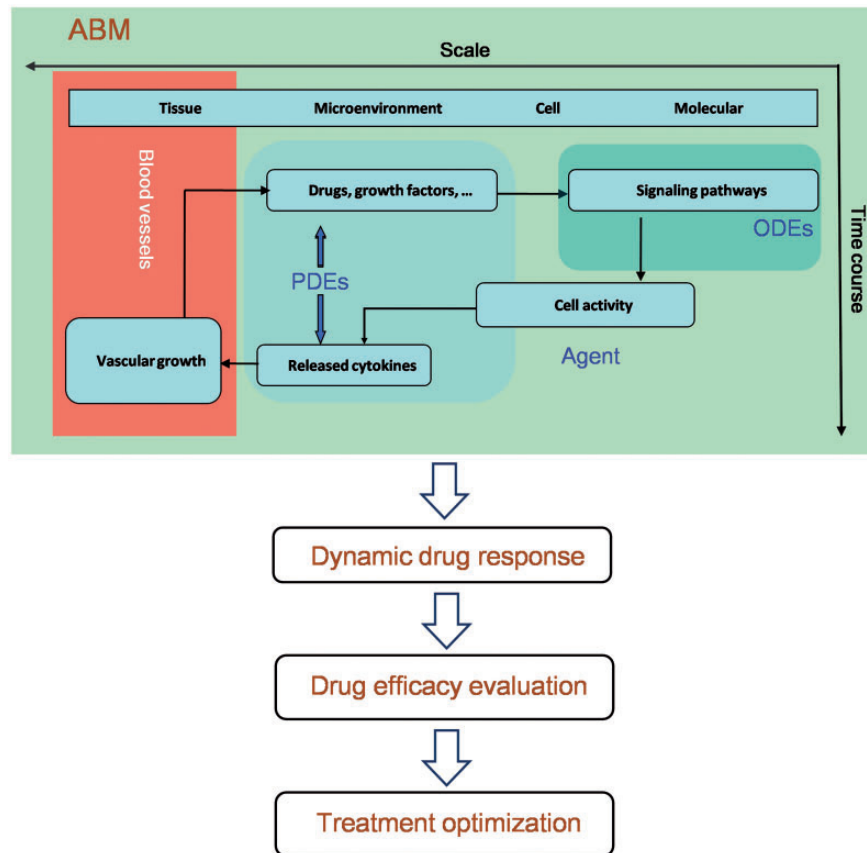 ABM
Scale
Tissue Microenvironment Cell Molecular
Blood vessels
Drugs, growth factors, ...
Signaling pathways
ODEs
Time course
PDEs
Cell activity
Vascular growth
Released cytokines
Agent
Dynamic drug response
Drug efficacy evaluation
Treatment optimization